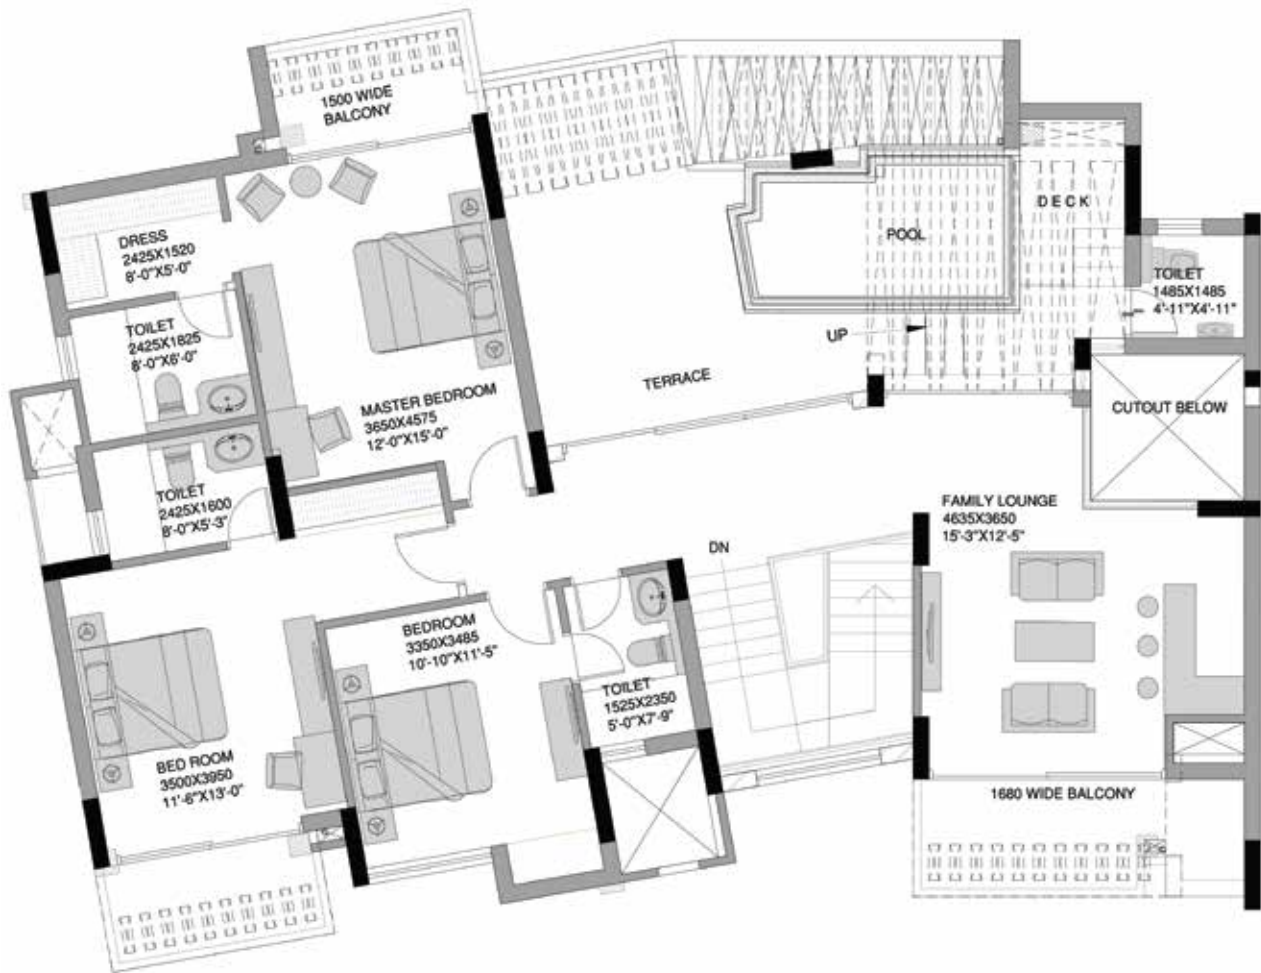 1500 WIDE
BALCONY
DRESS
2425X1520
8'-0"X5'-0"
DECK
POOL
TOILET
1485X1485
4'-11"X4'-11"
TOILET
2425X1825
8'-0"X6'-0"
UP
TERRACE
MASTER BEDROOM
3650X4575
12'-0"X15'-0"
CUTOUT BELOW
TOILET
2425X1600
8'-0"X5'-3"
FAMILY LOUNGE
4635X3650
15'-3"X12'-5"
DN
BEDROOM
3350X3485
10'-10"X11'-5"
TOILET
1525X2350
5'-0"X7'-9"
BED ROOM
3500X3950
11'-6"X13'-0"
1680 WIDE BALCONY